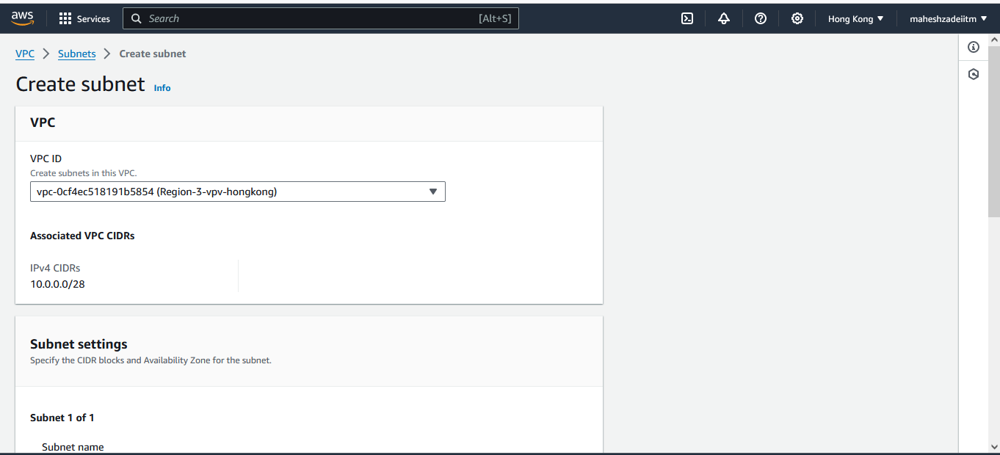 aws Services Search [Alt+S] Hong Kong maheshzadeiitm
VPC Subnets Create subnet
Create subnet Info
VPC
VPC ID
Create subnets in this VPC.
vpc-0cf4ec518191b5854 (Region-3-vpv-hongkong)
Associated VPC CIDRs
IPv4 CIDRs
10.0.0.0/28
Subnet settings
Specify the CIDR blocks and Availability Zone for the subnet.
Subnet 1 of 1
Subnet name